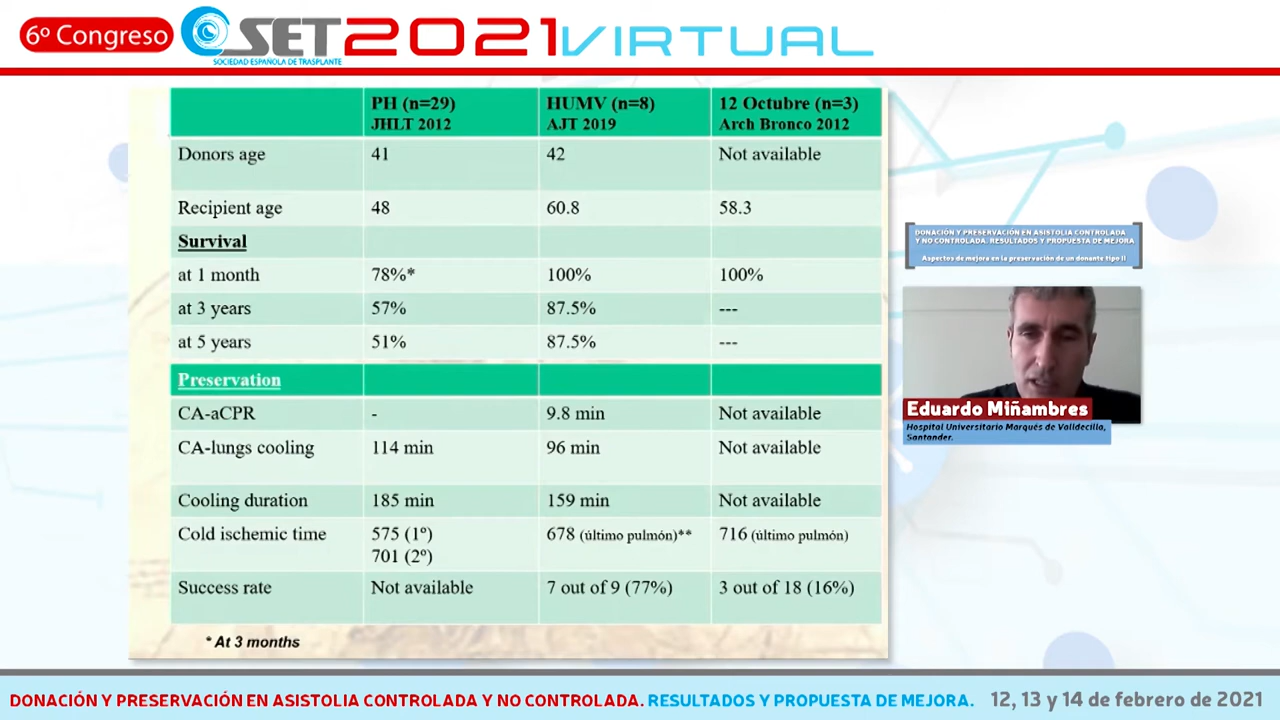 6º Congreso
SET 2021 VIRTUAL
SOCIEDAD ESPAÑOLA DE TRASPLANTE
PH (n=29) HUMV (n=8) 12 Octubre (n=3)
JHLT 2012 AJT 2019 Arch Bronco 2012
Donors age 41 42 Not available
Recipient age 48 60.8 58.3
Survival
at 1 month 78%* 100% 100%
at 3 years 57% 87.5% ---
at 5 years 51% 87.5% ---
Preservation
CA-aCPR - 9.8 min Not available
CA-lungs cooling 114 min 96 min Not available
Cooling duration 185 min 159 min Not available
Cold ischemic time 575 (1º) 678 (último pulmón)** 716 (último pulmón)
701 (2º)
Success rate Not available 7 out of 9 (77%) 3 out of 18 (16%)
* At 3 months
DONACIÓN Y PRESERVACIÓN EN ASISTOLIA CONTROLADA
Y NO CONTROLADA. RESULTADOS Y PROPUESTA DE MEJORA
Aspectos de mejora en la preservación de un donante tipo II
Eduardo Miñambres
Hospital Universitario Marqués de Valldecilla,
Santander.
DONACIÓN Y PRESERVACIÓN EN ASISTOLIA CONTROLADA Y NO CONTROLADA. RESULTADOS Y PROPUESTA DE MEJORA. 12, 13 y 14 de febrero de 2021